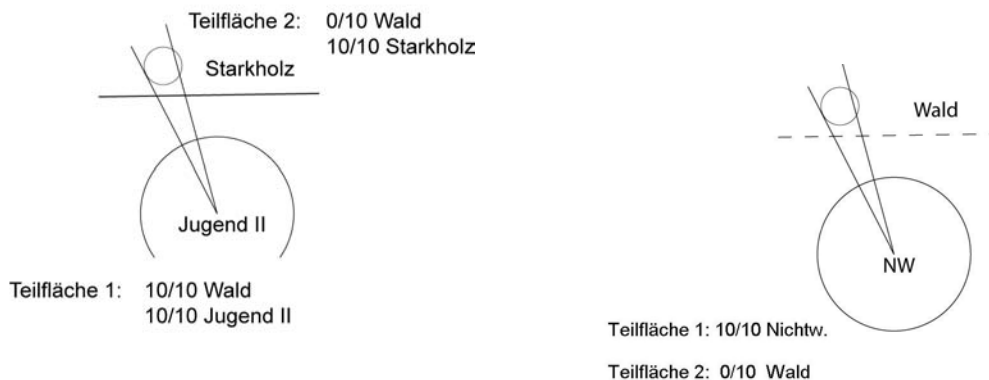 Teilfläche 2: 0/10 Wald
10/10 Starkholz
Starkholz
Jugend II
Teilfläche 1: 10/10 Wald
10/10 Jugend II
Wald
NW
Teilfläche 1: 10/10 Nichtw.
Teilfläche 2: 0/10 Wald